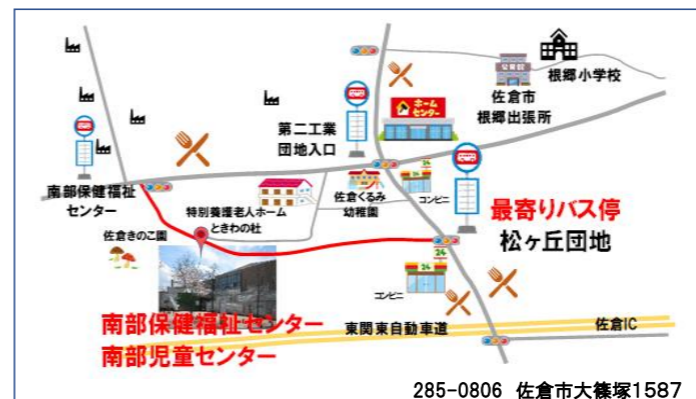 根郷小学校
佐倉市
根郷出張所
ホーム
センター
第二工業
団地入口
南部保健福祉
センター
特別養護老人ホーム
ときわの杜
佐倉くるみ
幼稚園
24
コンビニ
最寄りバス停
松ヶ丘団地
佐倉きのこ園
24
コンビニ
南部保健福祉センター
南部児童センター
東関東自動車道
佐倉IC
285-0806 佐倉市大篠塚1587